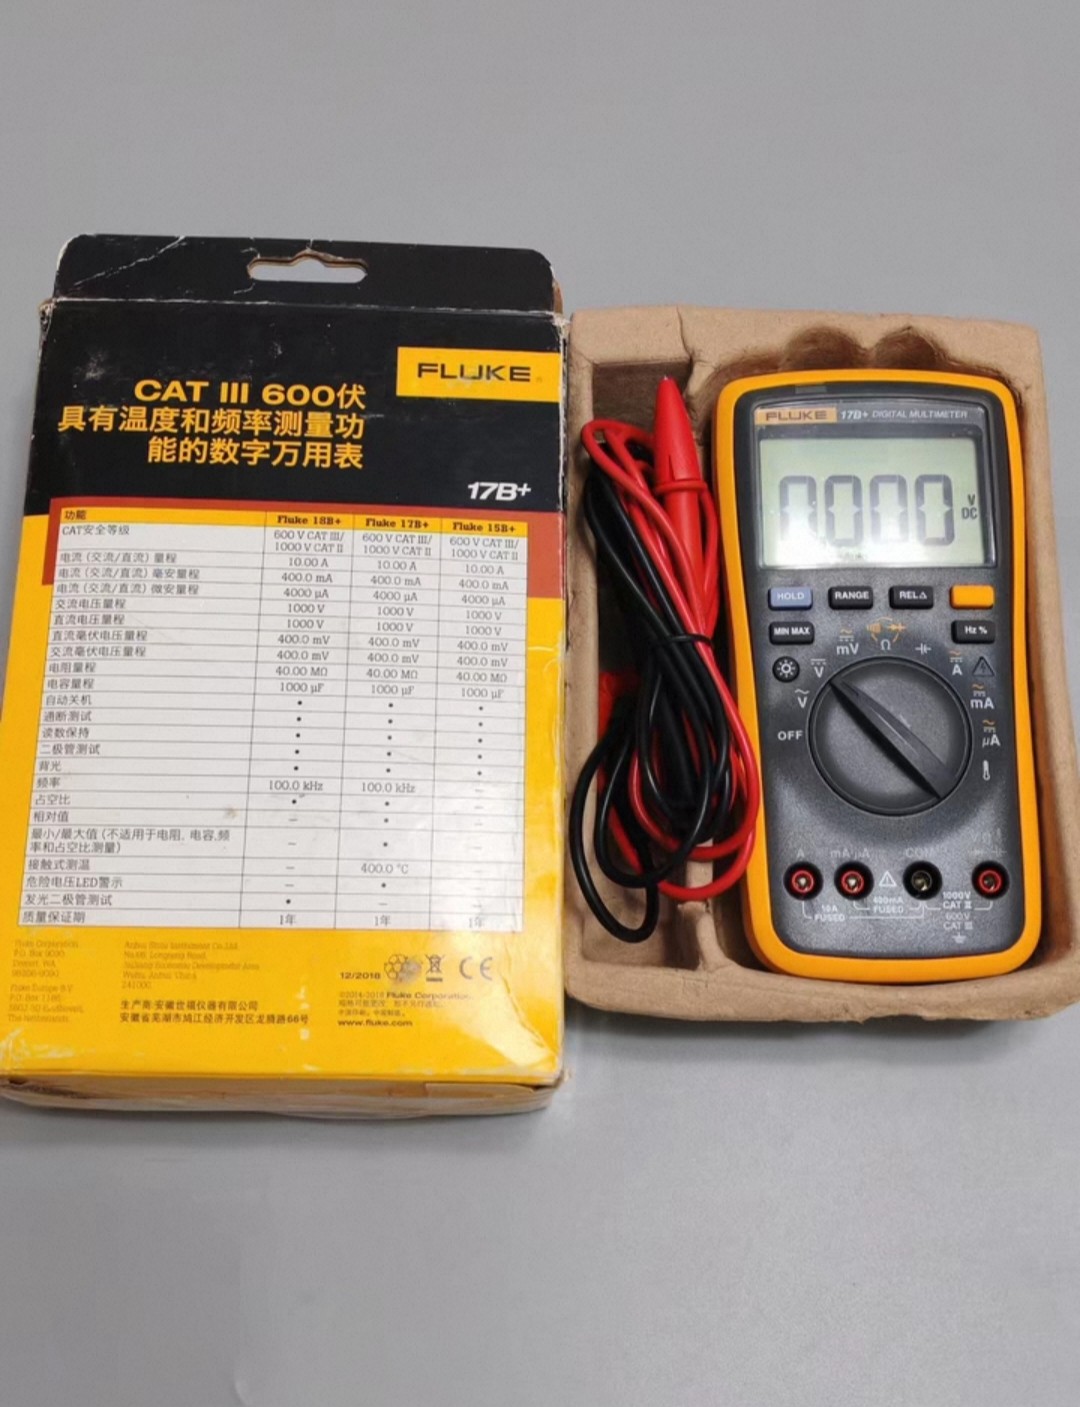 FLUKE
CAT III 600伏
具有温度和频率测量功
能的数字万用表
17B+
功能 Fluke 18B+ Fluke 17B+ Fluke 15B+
CAT安全等级 600 V CAT III/ 1000 V CAT II 600 V CAT III/ 1000 V CAT II 600 V CAT III/ 1000 V CAT II
电流 (交流/直流) 量程 10.00 A 10.00 A 10.00 A
电流 (交流/直流) 毫安量程 400.0 mA 400.0 mA 400.0 mA
电流 (交流/直流) 微安量程 4000 μA 4000 μA 4000 μA
交流电压量程 1000 V 1000 V 1000 V
直流电压量程 1000 V 1000 V 1000 V
直流毫伏电压量程 400.0 mV 400.0 mV 400.0 mV
交流毫伏电压量程 400.0 mV 400.0 mV 400.0 mV
电阻量程 40.00 MΩ 40.00 MΩ 40.00 MΩ
电容量程 1000 μF 1000 μF 1000 μF
自动关机 • • •
通断测试 • • •
读数保持 • • •
二极管测试 • • •
背光 • • •
频率 100.0 kHz 100.0 kHz –
占空比 • • –
相对值 – • –
最小/最大值 (不适用于电阻, 电容,频
率和占空比测量) – • –
接触式测温 – 400.0 °C –
危险电压LED警示 – • –
发光二极管测试 • – –
质量保证期 1年 1年 1年
Fluke Corporation
P.O. Box 9090
Everett WA
Fluke Europe B.V.
P.O. Box 1186
The Netherlands
241000
生产商:安徽世福仪器有限公司
安徽省芜湖市鸠江经济开发区龙腾路66号
12/2018
CE
Fluke Corporation
www.fluke.com
FLUKE 17B+ DIGITAL MULTIMETER
0.000 V
DC
HOLD RANGE REL△
MIN MAX Hz %
mV Ω A
V
V mA
OFF μA
A mA μA COM
10A
FUSED
400mA
FUSED
1000V
CAT II
600V
CAT III